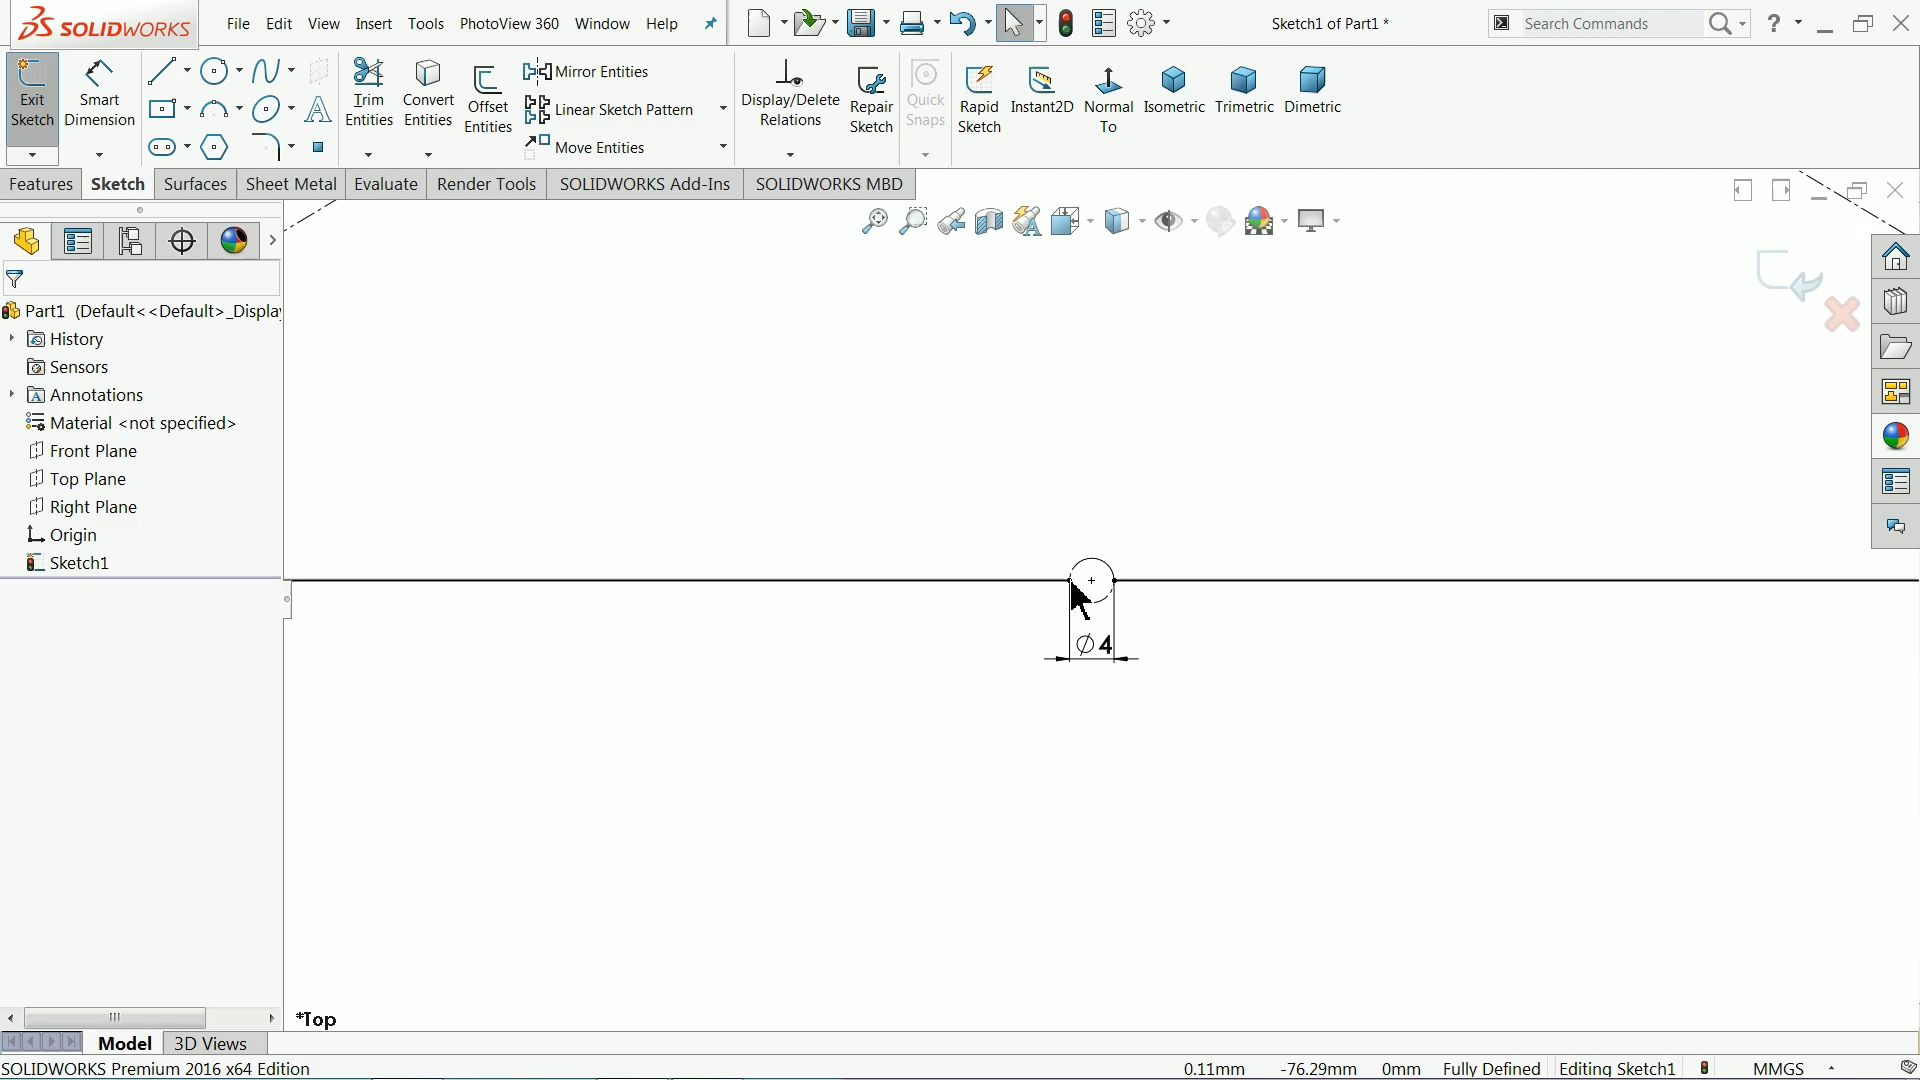 SOLIDWORKS
File Edit View Insert Tools PhotoView 360 Window Help
Sketch1 of Part1 *
Search Commands
?
Exit Sketch
Smart Dimension
Trim Entities
Convert Entities
Offset Entities
Mirror Entities
Linear Sketch Pattern
Move Entities
Display/Delete Relations
Repair Sketch
Quick Snaps
Rapid Sketch
Instant2D
Normal To
Isometric
Trimetric
Dimetric
Features Sketch Surfaces Sheet Metal Evaluate Render Tools SOLIDWORKS Add-Ins SOLIDWORKS MBD
Part1 (Default<<Default>_Displa
History
Sensors
Annotations
Material <not specified>
Front Plane
Top Plane
Right Plane
Origin
Sketch1
∅4
*Top
Model 3D Views
SOLIDWORKS Premium 2016 x64 Edition 0.11mm -76.29mm 0mm Fully Defined Editing Sketch1 MMGS